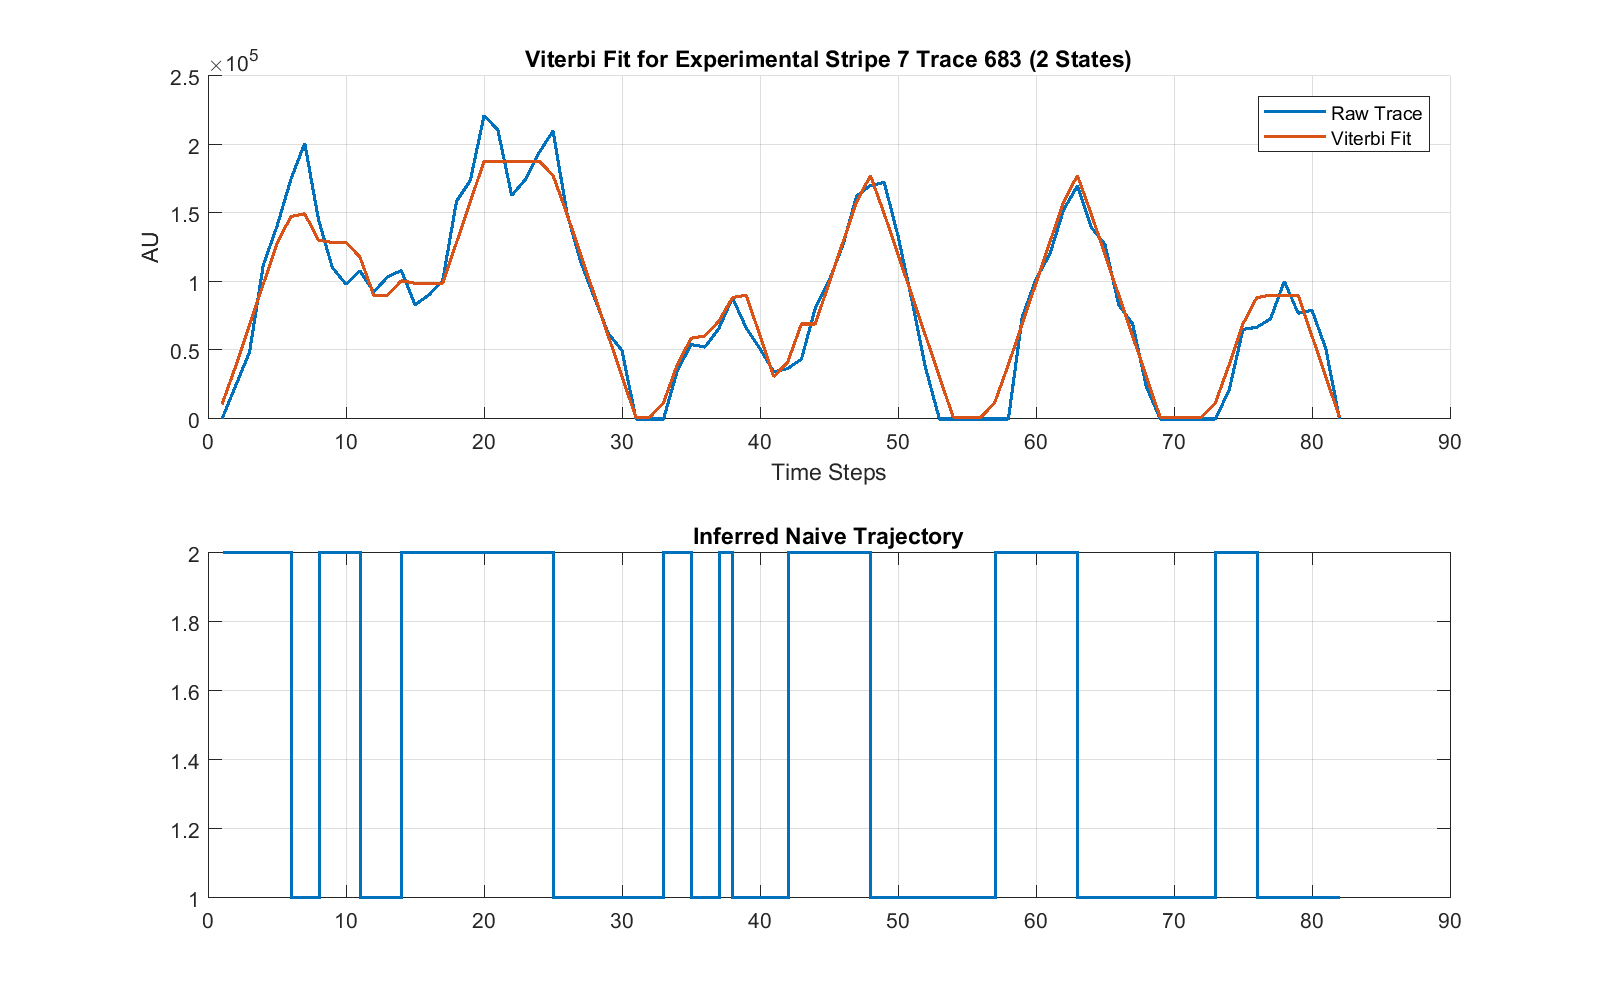 Viterbi Fit for Experimental Stripe 7 Trace 683 (2 States)
×10⁵
2.5
2
1.5
1
0.5
0
AU
Raw Trace
Viterbi Fit
0 10 20 30 40 50 60 70 80 90
Time Steps
Inferred Naive Trajectory
2
1.8
1.6
1.4
1.2
1
0 10 20 30 40 50 60 70 80 90